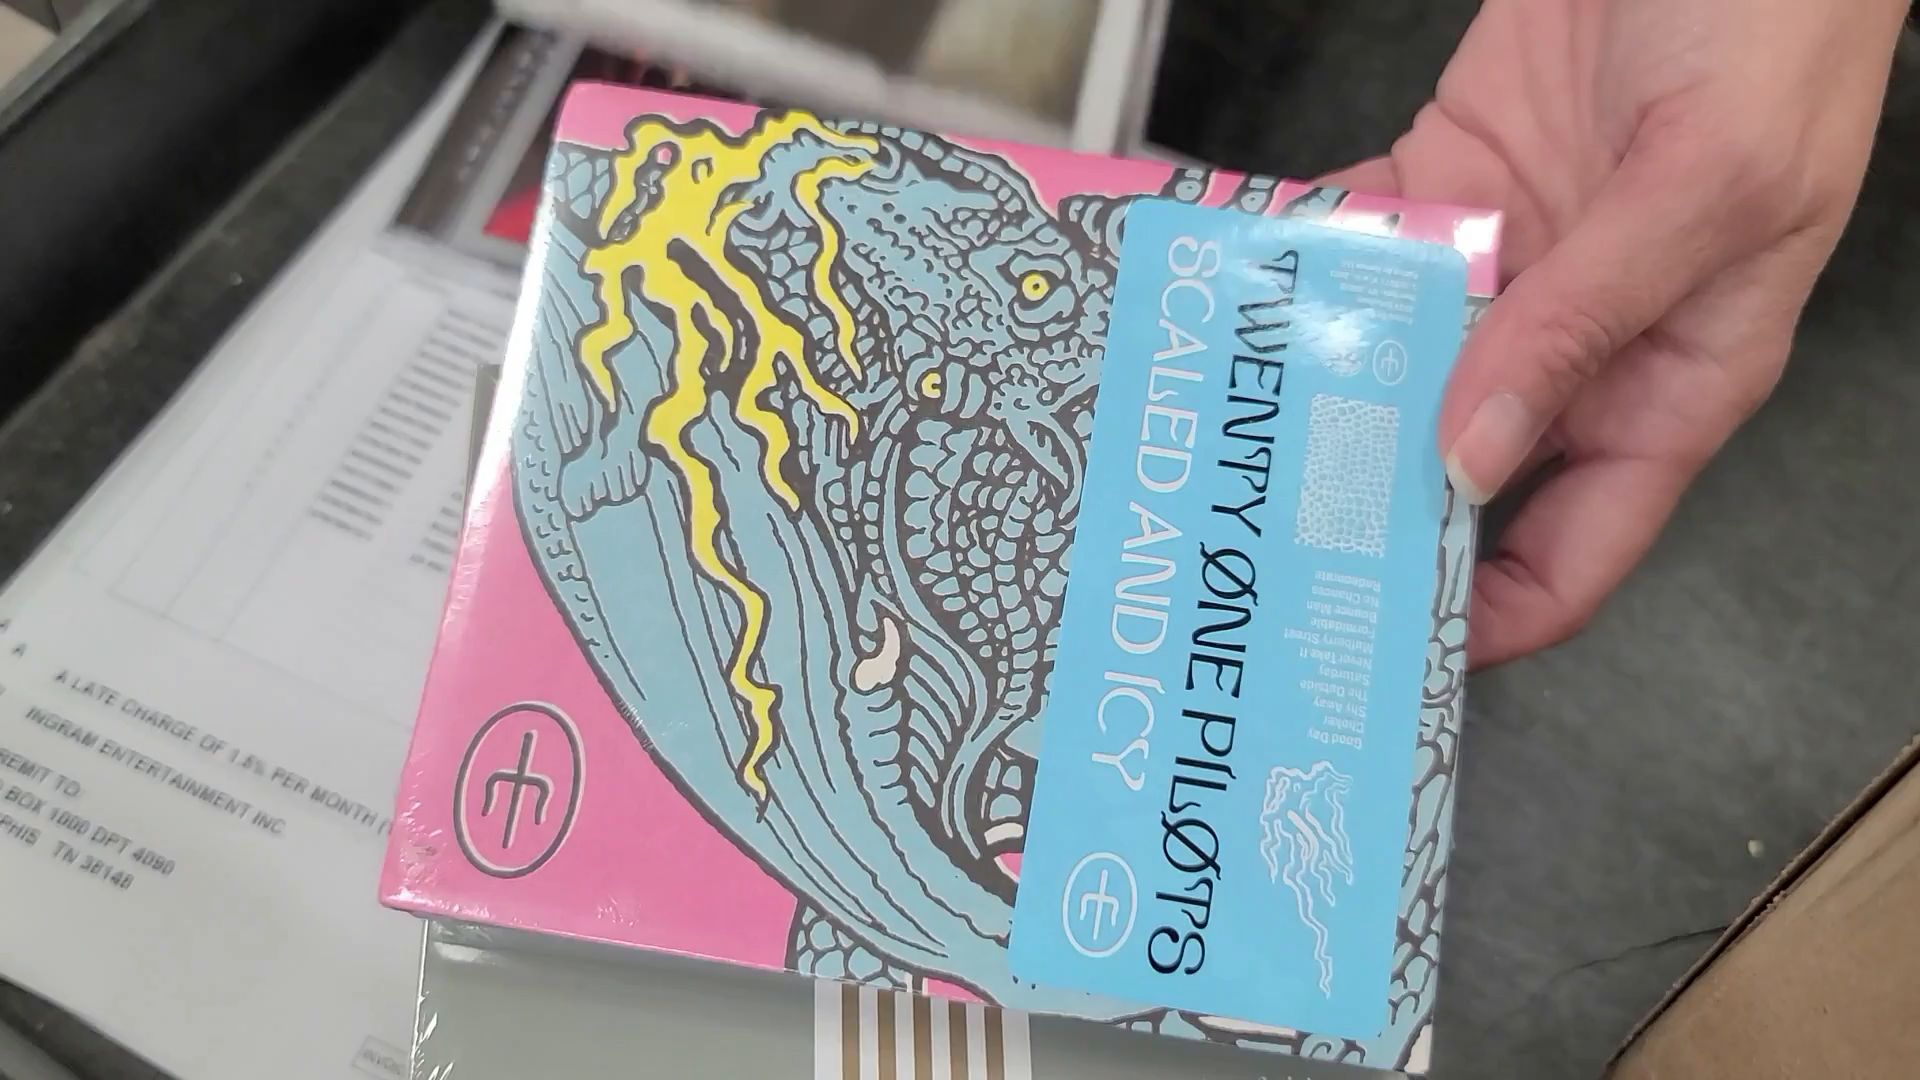 TWENTY ØNE PILØTS
SCALED AND ICY
Good Day
Choker
Shy Away
The Outside
Saturday
Never Take It
Mulberry Street
Formidable
Bounce Man
No Chances
Redecorate
A LATE CHARGE OF 1.5% PER MONTH
INGRAM ENTERTAINMENT INC
REMIT TO:
BOX 1000 DPT 4090
PHIS TN 38148